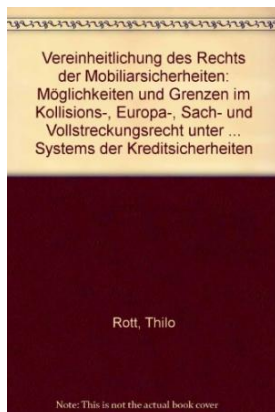 Vereinheitlichung des Rechts
der Mobiliarsicherheiten:
Möglichkeiten und Grenzen im
Kollisions-, Europa-, Sach- und
Vollstreckungsrecht unter ... 
Systems der Kreditsicherheiten
Rott, Thilo
Note: This is not the actual book cover